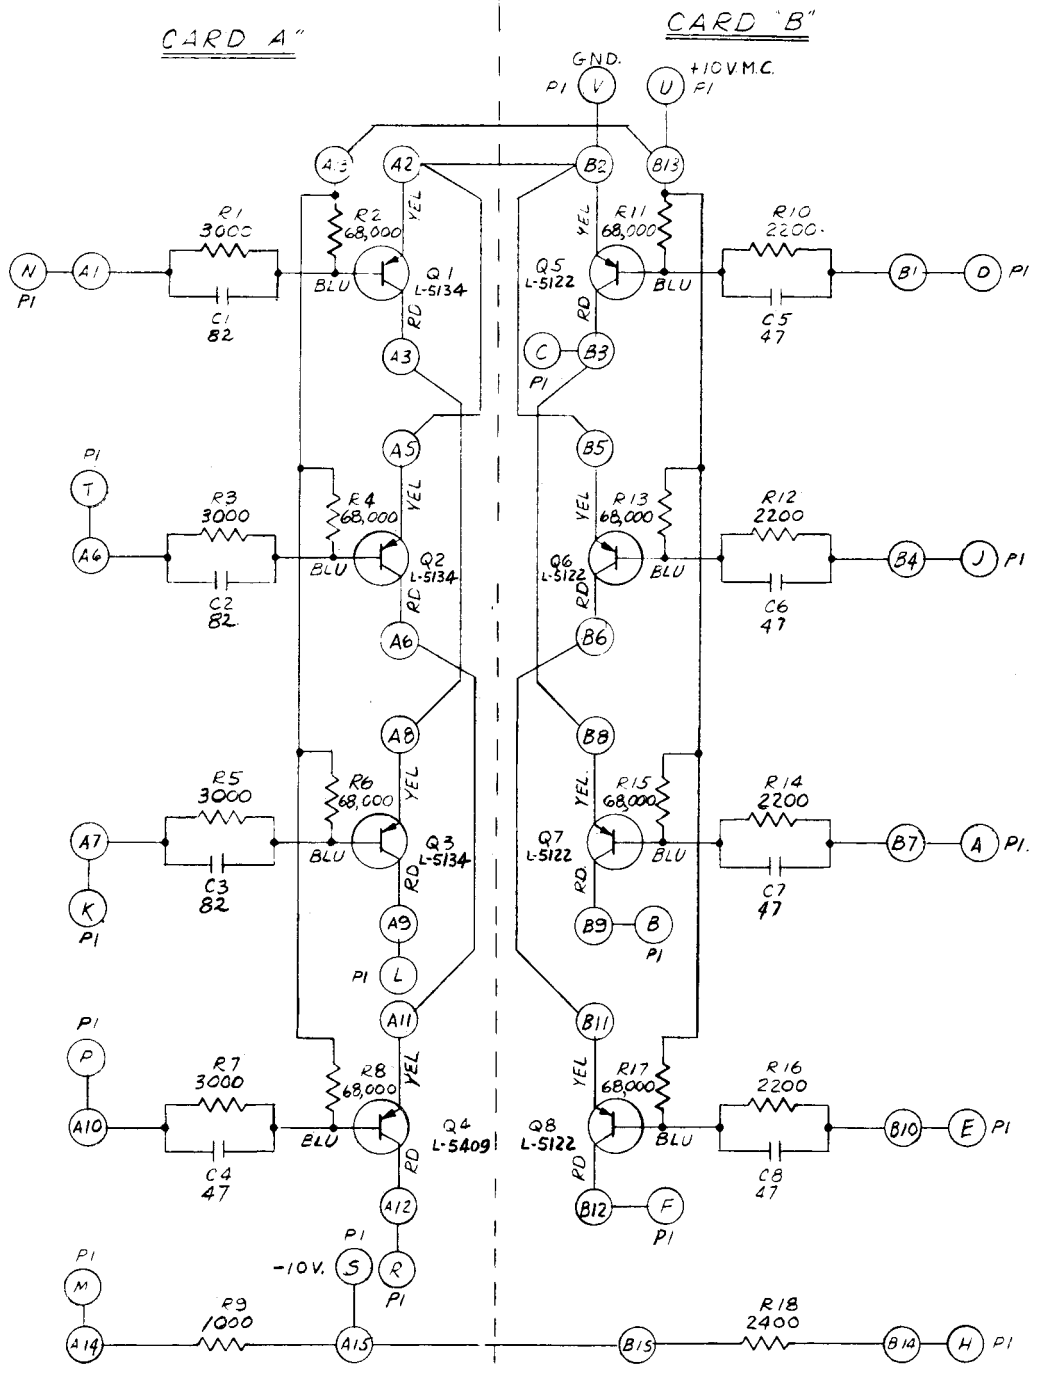 CARD A"
CARD "B"
GND.
+10V.M.C.
P1 V
U P1
A13
A2
B2
B13
R1
3000
R2
68,000
YEL
YEL
R11
68,000
R10
2200
N
A1
P1
BLU
Q1
L-5134
Q5
L-5122
BLU
B1
D P1
C1
82
RD
RD
C5
47
A3
C
B3
P1
A5
B5
P1
T
R3
3000
R4
68,000
YEL
YEL
R13
68,000
R12
2200
A6
BLU
Q2
L-5134
Q6
L-5122
BLU
B4
J P1
C2
82
RD
RD
C6
47
A6
B6
A8
B8
R5
3000
R6
68,000
YEL
YEL.
R15
68,000
R14
2200
A7
BLU
Q3
L-5134
Q7
L-5122
BLU
B7
A P1.
C3
82
RD
RD.
C7
47
K
P1
A9
B9
B
P1
P1 L
A11
B11
P1
P
R7
3000
R8
68,000
YEL
YEL
R17
68,000
R16
2200
A10
BLU
Q4
L-5409
Q8
L-5122
BLU
B10
E P1
C4
47
RD
RD
C8
47
A12
B12
F
P1
P1
-10V. S
R
P1
P1
M
R9
1000
R18
2400
A14
A15
B15
B14
H P1